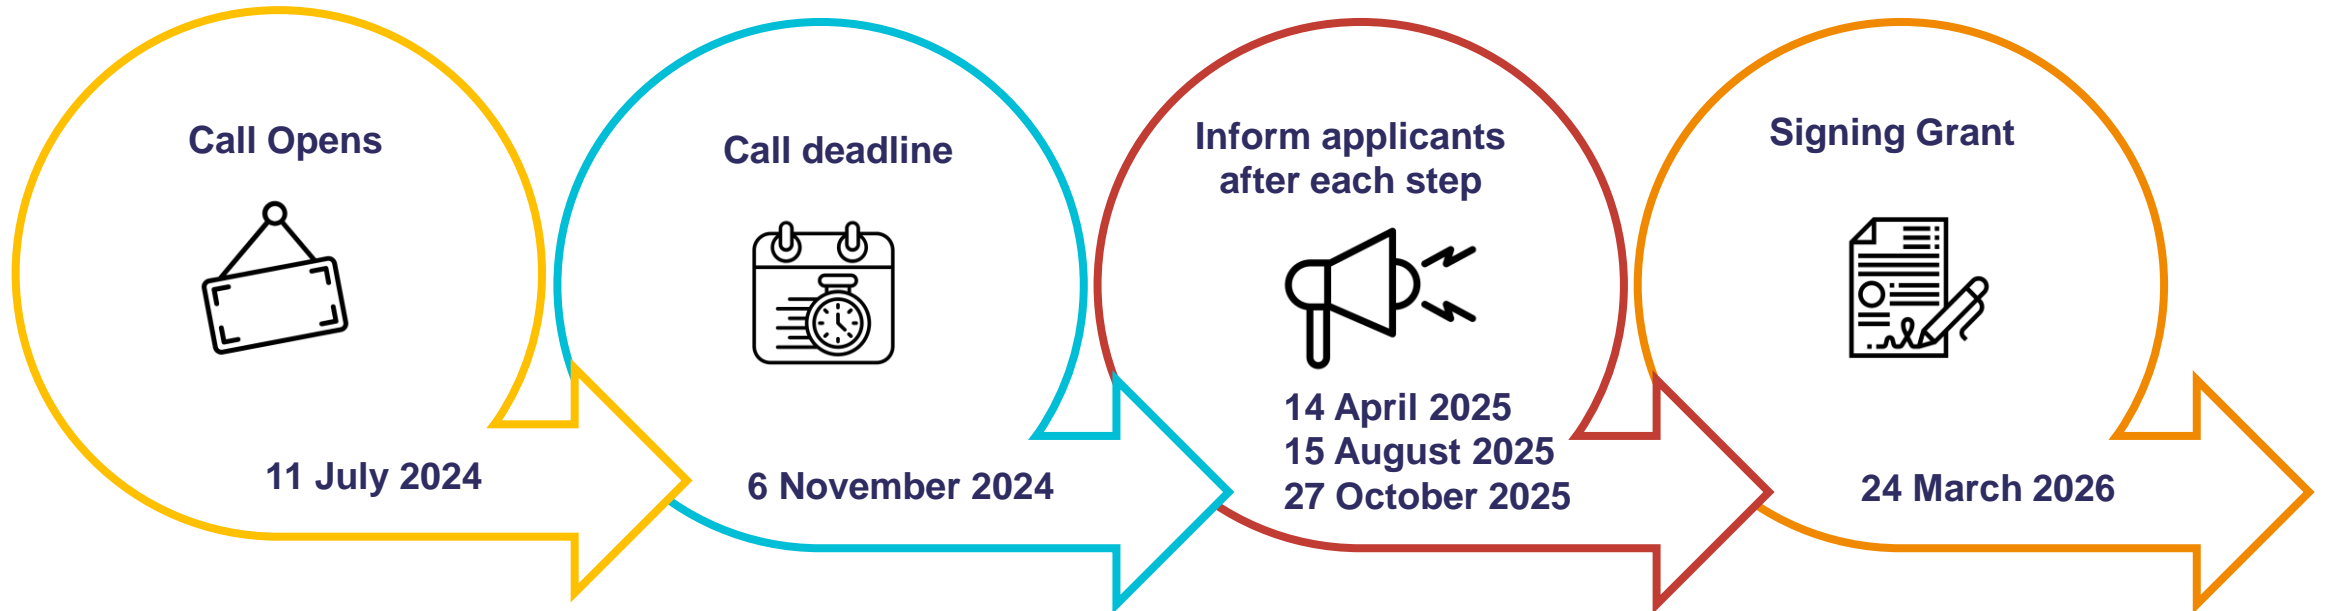 Call Opens
11 July 2024
Call deadline
6 November 2024
Inform applicants
after each step
14 April 2025
15 August 2025
27 October 2025
Signing Grant
24 March 2026